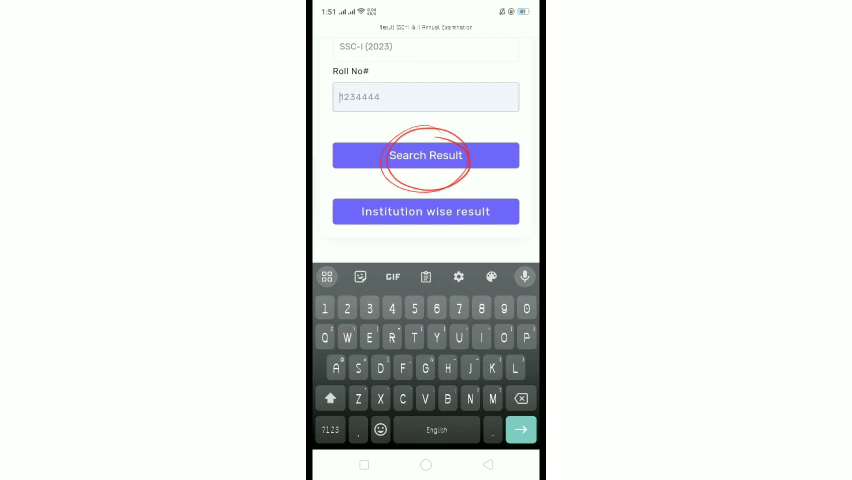 1:51
87
Result SSC-I & II Annual Examination
SSC-I (2023)
Roll No#
1234444
Search Result
Institution wise result
GIF
1 2 3 4 5 6 7 8 9 0
Q W E R T Y U I O P
A S D F G H J K L
Z X C V B N M
?123 , English .